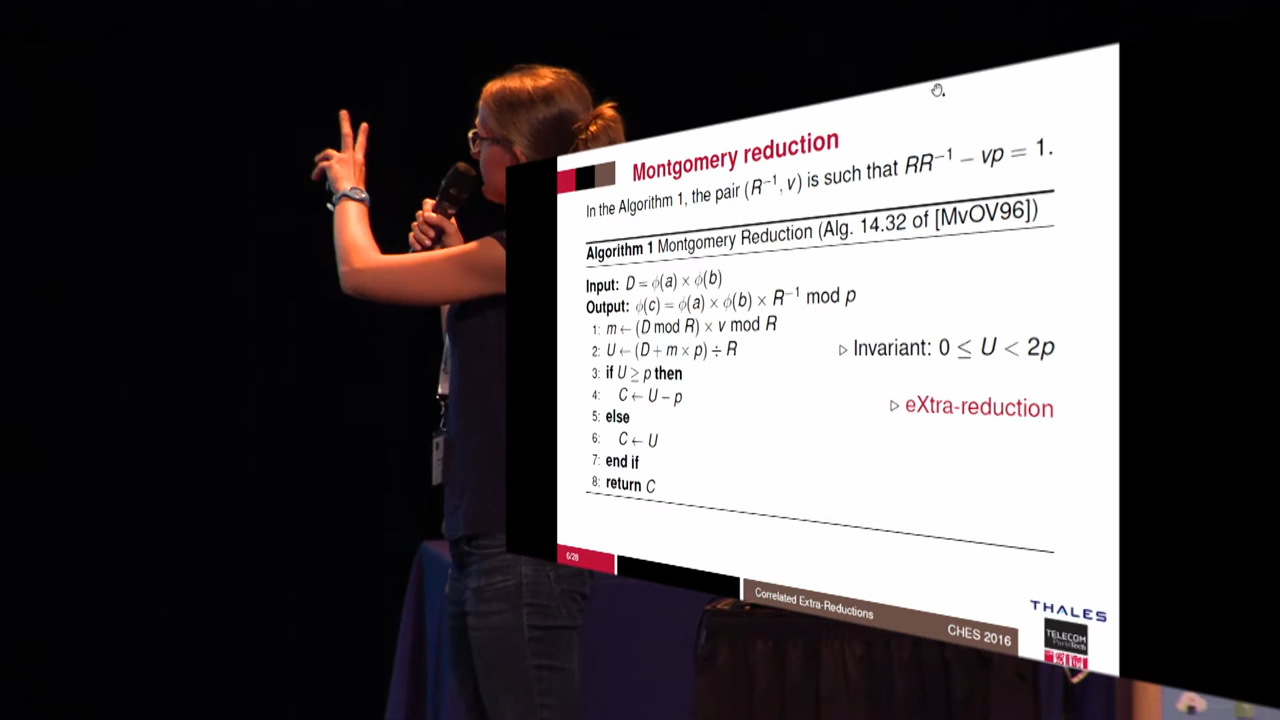 Montgomery reduction
In the Algorithm 1, the pair (R⁻¹, v) is such that RR⁻¹ − vp = 1.
Algorithm 1 Montgomery Reduction (Alg. 14.32 of [MvOV96])
Input: D = ϕ(a) × ϕ(b)
Output: ϕ(c) = ϕ(a) × ϕ(b) × R⁻¹ mod p
1: m ← (D mod R) × v mod R
2: U ← (D + m × p) ÷ R ▷ Invariant: 0 ≤ U < 2p
3: if U ≥ p then
4: C ← U − p ▷ eXtra-reduction
5: else
6: C ← U
7: end if
8: return C
6/28
Correlated Extra-Reductions
CHES 2016
THALES
TELECOM
ParisTech